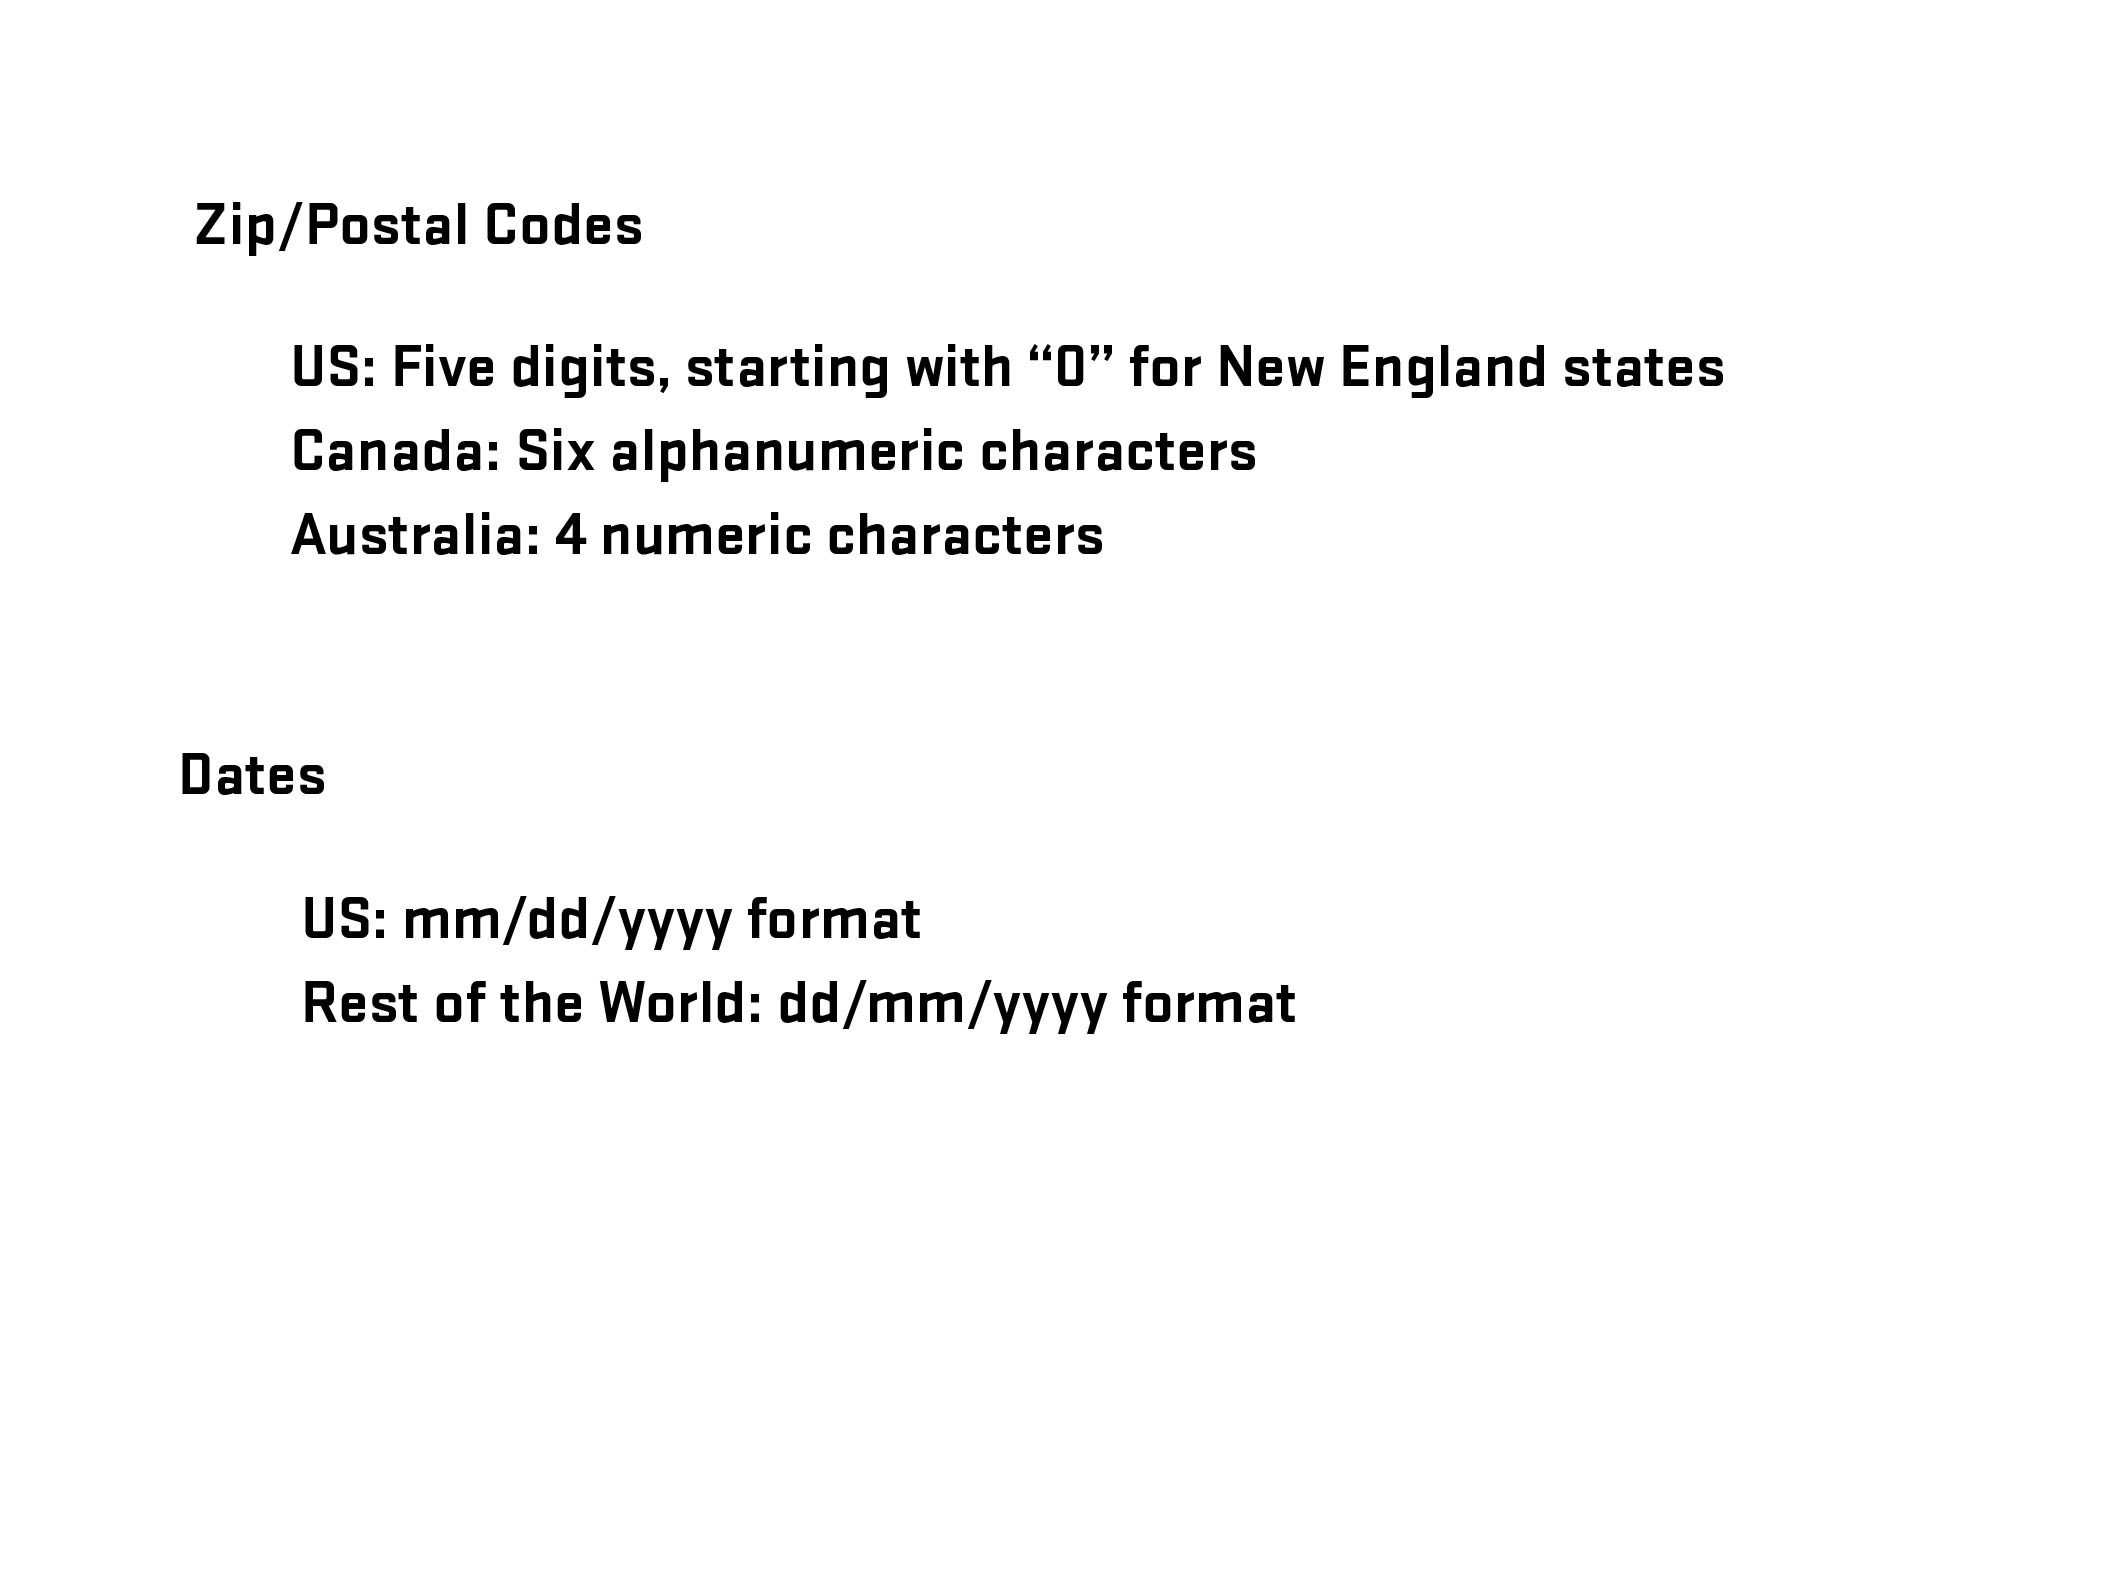 Zip/Postal Codes
US: Five digits, starting with “0” for New England states
Canada: Six alphanumeric characters
Australia: 4 numeric characters
Dates
US: mm/dd/yyyy format
Rest of the World: dd/mm/yyyy format